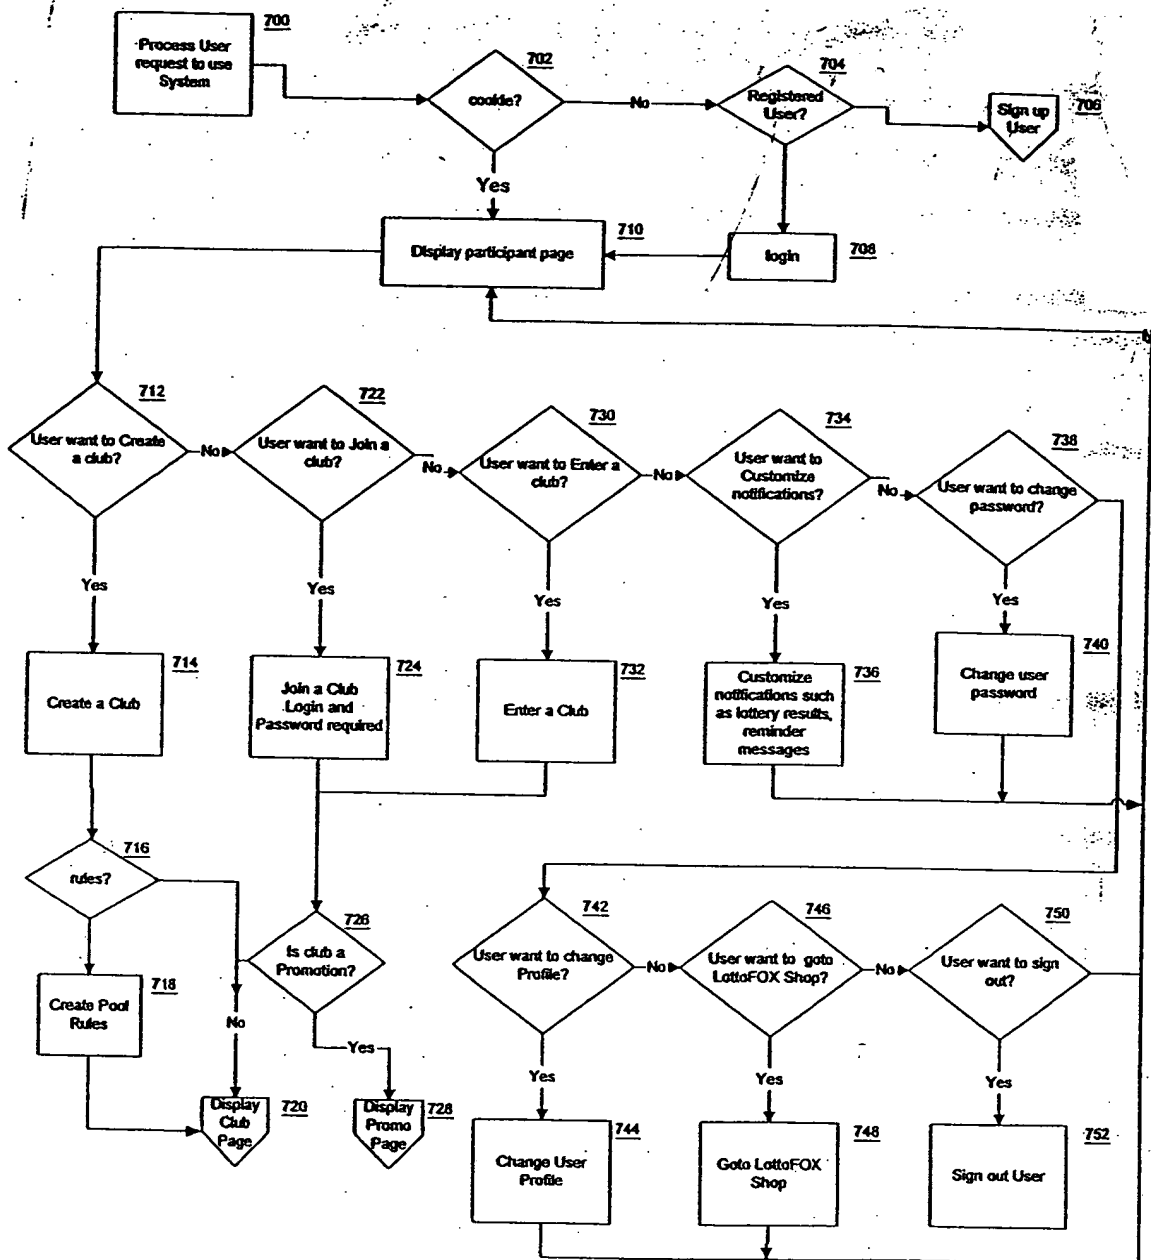 700
Process User
request to use
System
702
cookie?
No
704
Registered
User?
Sign up
User
706
Yes
Display participant page
710
login
708
712
User want to Create
a club?
No
722
User want to Join a
club?
No
730
User want to Enter a
club?
No
734
User want to
Customize
notifications?
No
738
User want to change
password?
Yes
Yes
Yes
Yes
Yes
714
Create a Club
724
Join a Club
Login and
Password required
732
Enter a Club
736
Customize
notifications such
as lottery results,
reminder
messages
740
Change user
password
716
rules?
726
Is club a
Promotion?
742
User want to change
Profile?
No
746
User want to goto
LottoFOX Shop?
No
750
User want to sign
out?
718
Create Pool
Rules
No
Yes
Yes
Yes
Yes
Display
Club
Page
720
Display
Promo
Page
728
744
Change User
Profile
748
Goto LottoFOX
Shop
752
Sign out User